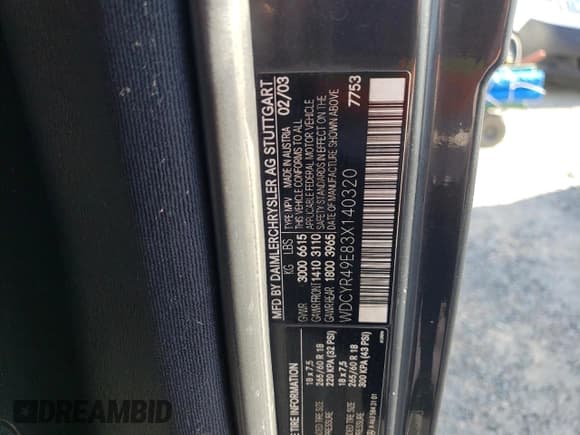 MFD BY DAIMLERCHRYSLER AG STUTTGART
KG LBS TYPE MPV MADE IN AUSTRIA 02/03
GVWR 3000 6615 THIS VEHICLE CONFORMS TO ALL
GAWR FRONT 1410 3110 APPLICABLE FEDERAL MOTOR VEHICLE
SAFETY STANDARDS IN EFFECT ON THE
GAWR REAR 1800 3965 DATE OF MANUFACTURE SHOWN ABOVE
WDCYR49E83X140320 7753
E TIRE INFORMATION
18 x 7,5
265/60 R 18
220 KPA (32 PSI)
18 x 7,5
265/60 R 18
300 KPA (43 PSI)
DREAMBID